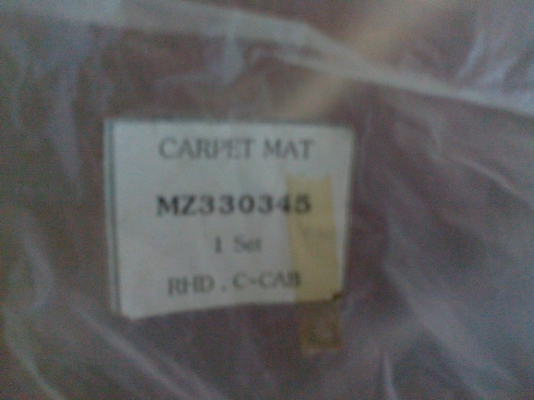 CARPET MAT
MZ330345
1 Set
RHD . C-CAB